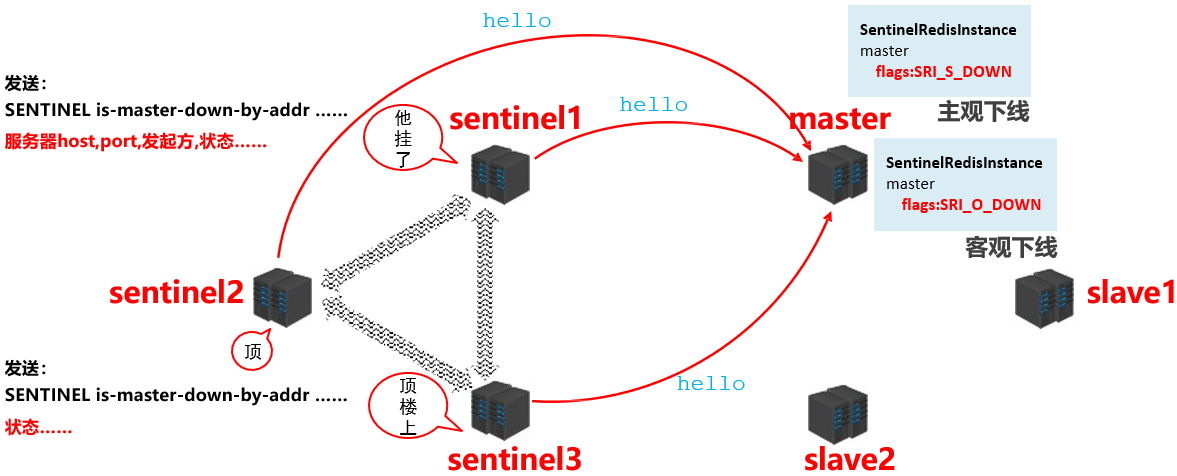 hello
SentinelRedisInstance
master
flags:SRI_S_DOWN
主观下线
发送：
SENTINEL is-master-down-by-addr ……
服务器host,port,发起方,状态……
他
挂
了
sentinel1
hello
master
SentinelRedisInstance
master
flags:SRI_O_DOWN
客观下线
sentinel2
顶
slave1
发送：
SENTINEL is-master-down-by-addr ……
状态……
顶
楼
上
sentinel3
hello
slave2